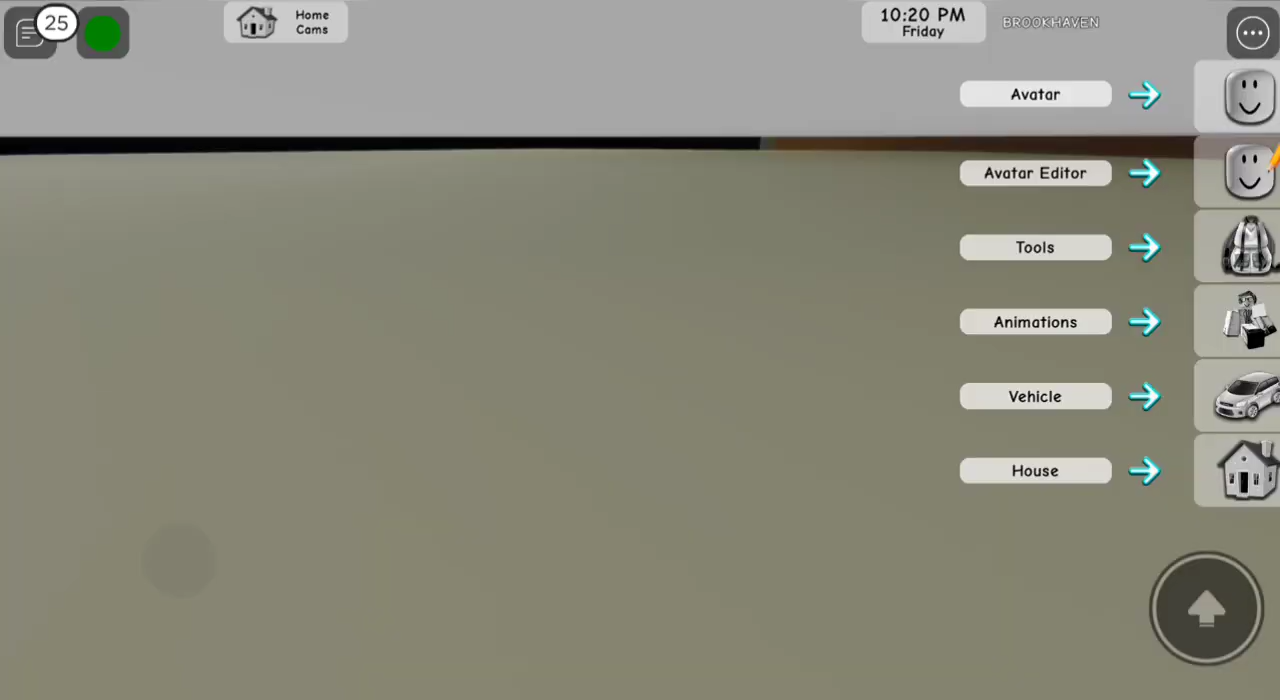 25
Home
Cams
10:20 PM
Friday
BROOKHAVEN
Avatar
Avatar Editor
Tools
Animations
Vehicle
House